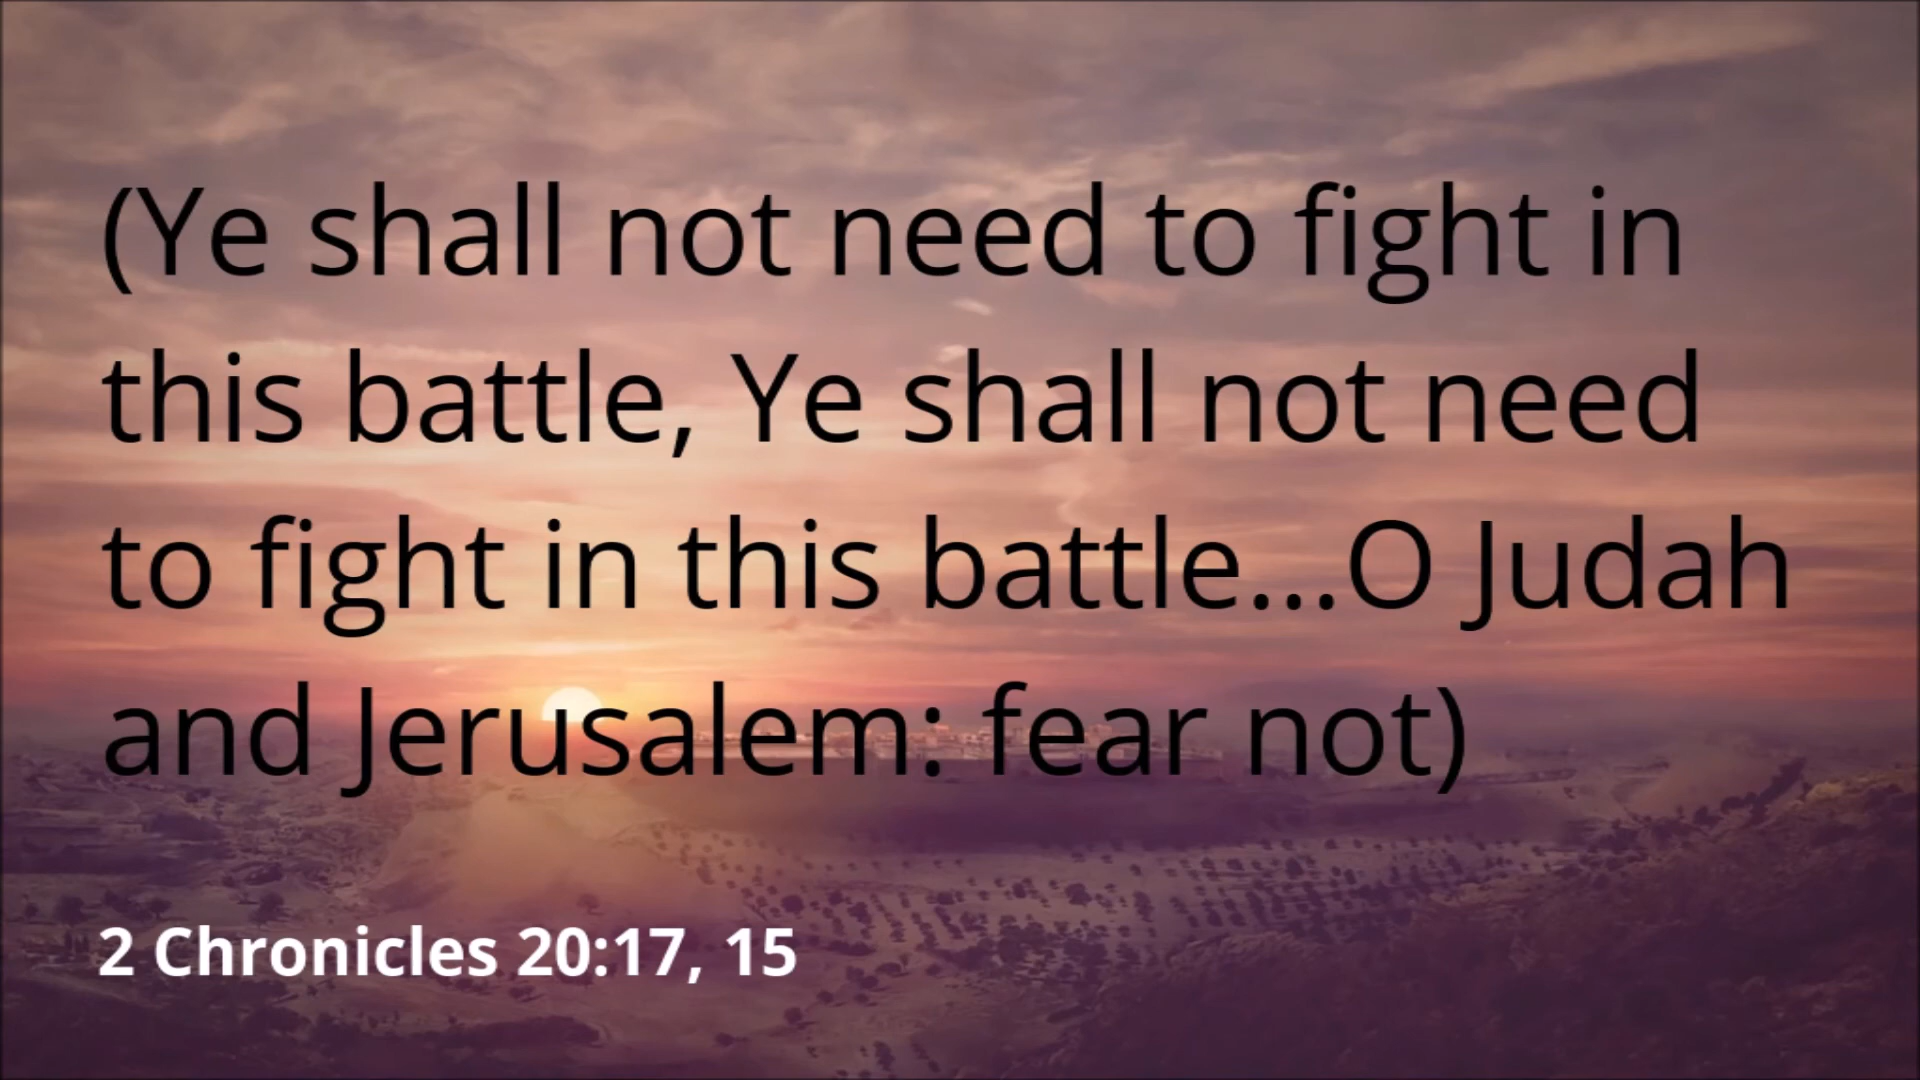 (Ye shall not need to fight in
this battle, Ye shall not need
to fight in this battle...O Judah
and Jerusalem: fear not)
2 Chronicles 20:17, 15